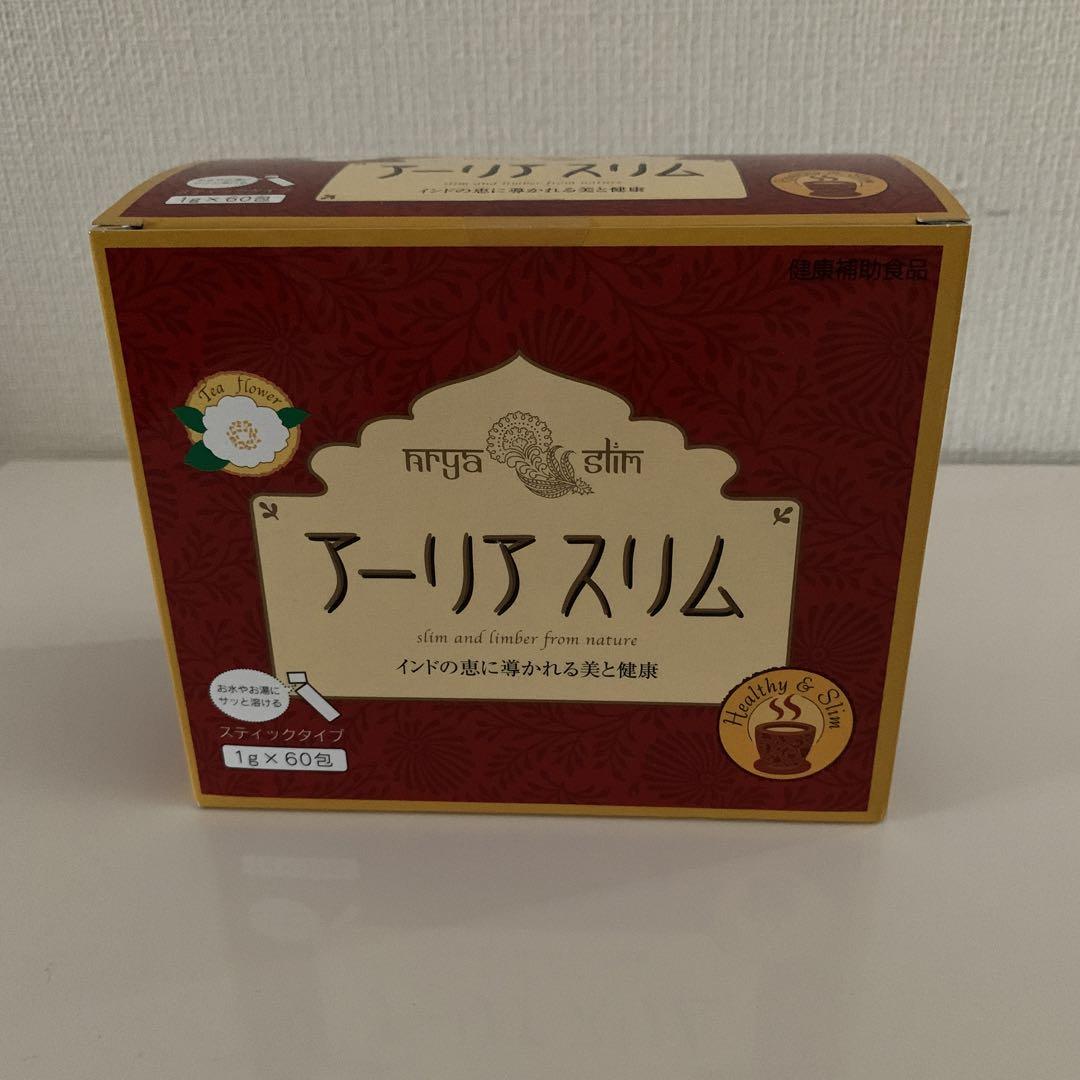 アーリア スリム
slim and limber from nature
インドの恵に導かれる美と健康
1g×60包
健康補助食品
Tea flower
arya slim
アーリア スリム
slim and limber from nature
インドの恵に導かれる美と健康
お水やお湯に
サッと溶ける
スティックタイプ
1g×60包
Healthy & Slim